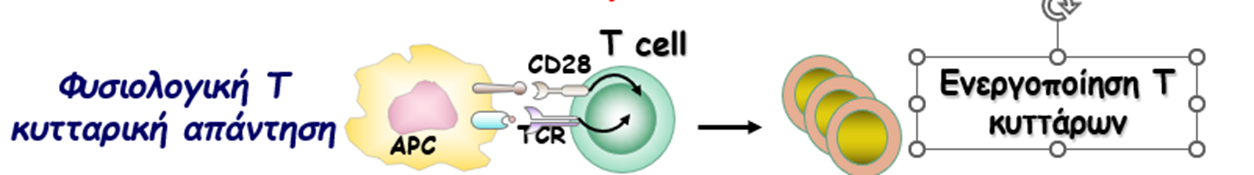 Φυσιολογική Τ
κυτταρική απάντηση
APC
CD28
TCR
T cell
Ενεργοποίηση Τ
κυττάρων